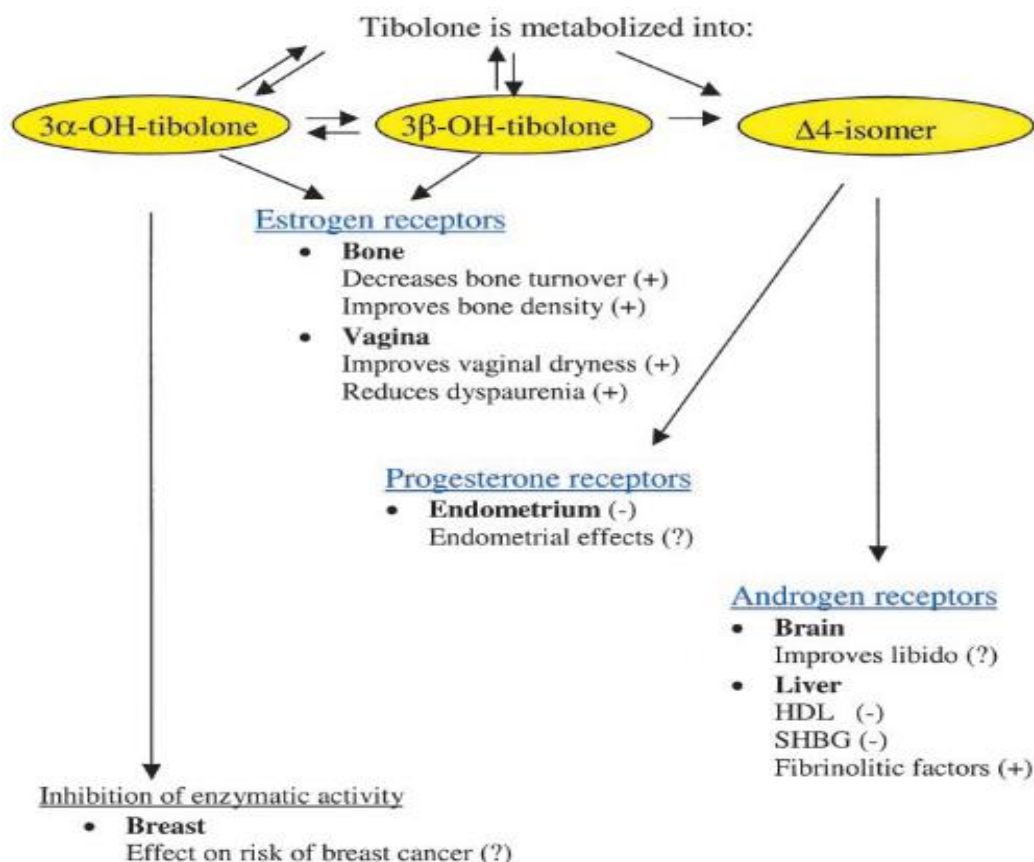 Tibolone is metabolized into:
3α-OH-tibolone
3β-OH-tibolone
Δ4-isomer
Estrogen receptors
• Bone
Decreases bone turnover (+)
Improves bone density (+)
• Vagina
Improves vaginal dryness (+)
Reduces dyspaurenia (+)
Progesterone receptors
• Endometrium (-)
Endometrial effects (?)
Androgen receptors
• Brain
Improves libido (?)
• Liver
HDL (-)
SHBG (-)
Fibrinolitic factors (+)
Inhibition of enzymatic activity
• Breast
Effect on risk of breast cancer (?)